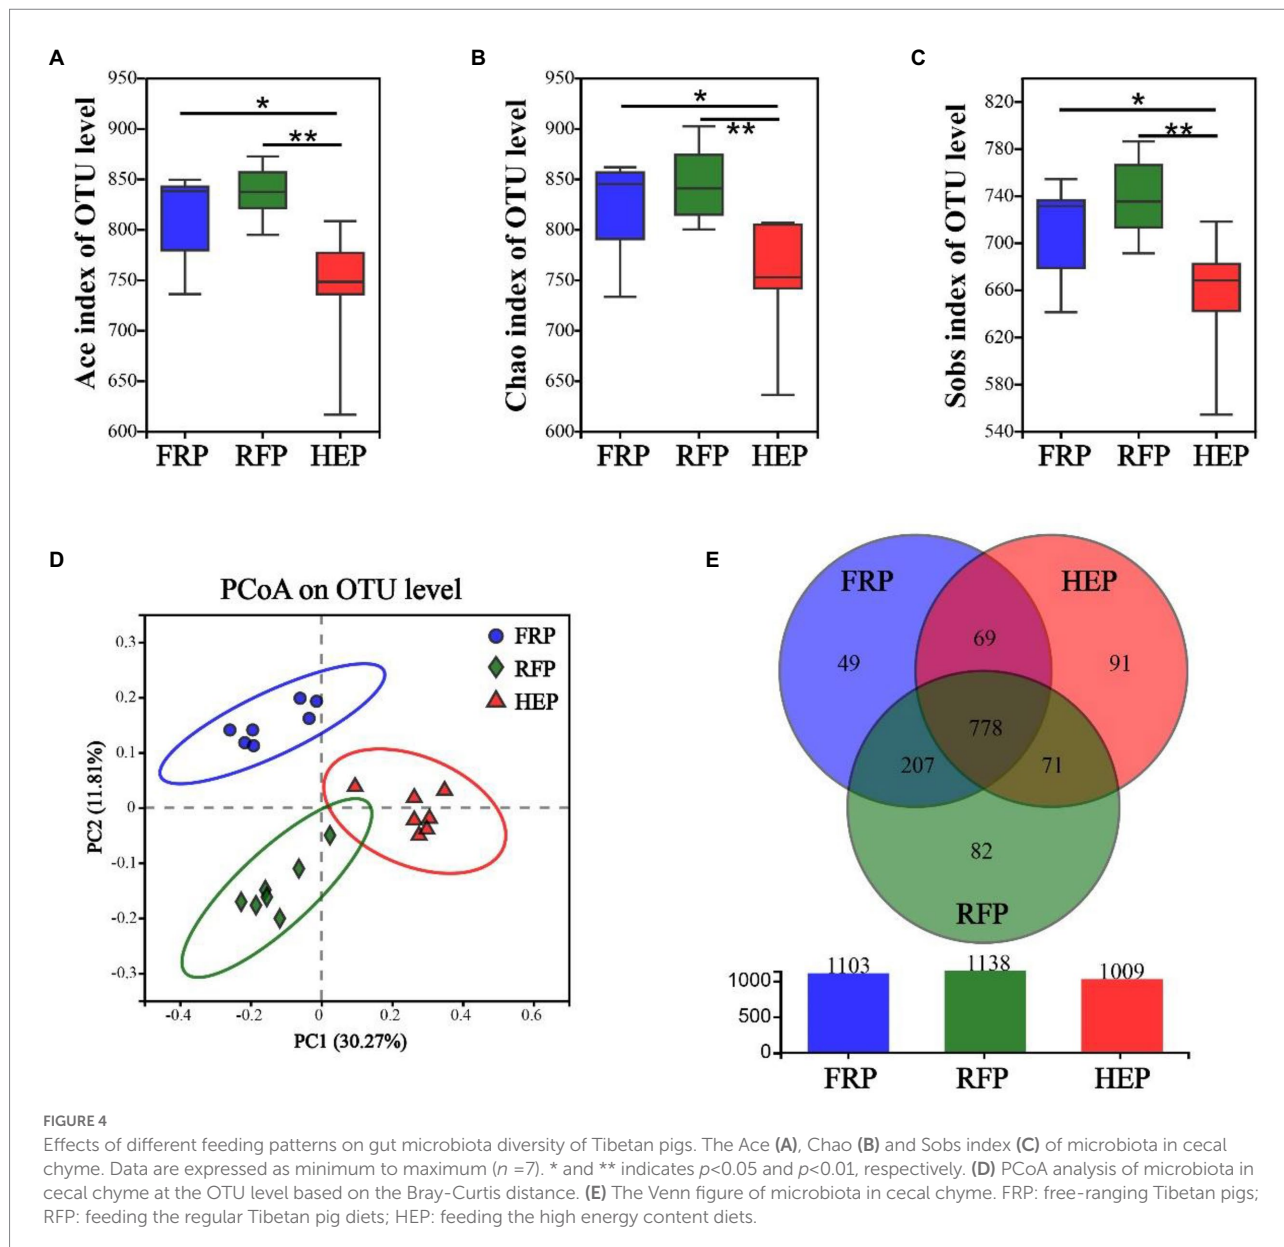 A
Ace index of OTU level
950
900
850
800
750
700
650
600
*
**
FRP RFP HEP
B
Chao index of OTU level
950
900
850
800
750
700
650
600
*
**
FRP RFP HEP
C
Sobs index of OTU level
820
780
740
700
660
620
580
540
*
**
FRP RFP HEP
D
PCoA on OTU level
FRP
RFP
HEP
PC2 (11.81%)
0.3
0.2
0.1
0
-0.1
-0.2
-0.3
-0.4 -0.2 0 0.2 0.4 0.6
PC1 (30.27%)
E
FRP HEP
69
49 91
778
207 71
82
RFP
1103 1138 1009
1000
500
0
FRP RFP HEP
FIGURE 4
Effects of different feeding patterns on gut microbiota diversity of Tibetan pigs. The Ace (A), Chao (B) and Sobs index (C) of microbiota in cecal
chyme. Data are expressed as minimum to maximum (n =7). * and ** indicates p<0.05 and p<0.01, respectively. (D) PCoA analysis of microbiota in
cecal chyme at the OTU level based on the Bray-Curtis distance. (E) The Venn figure of microbiota in cecal chyme. FRP: free-ranging Tibetan pigs;
RFP: feeding the regular Tibetan pig diets; HEP: feeding the high energy content diets.